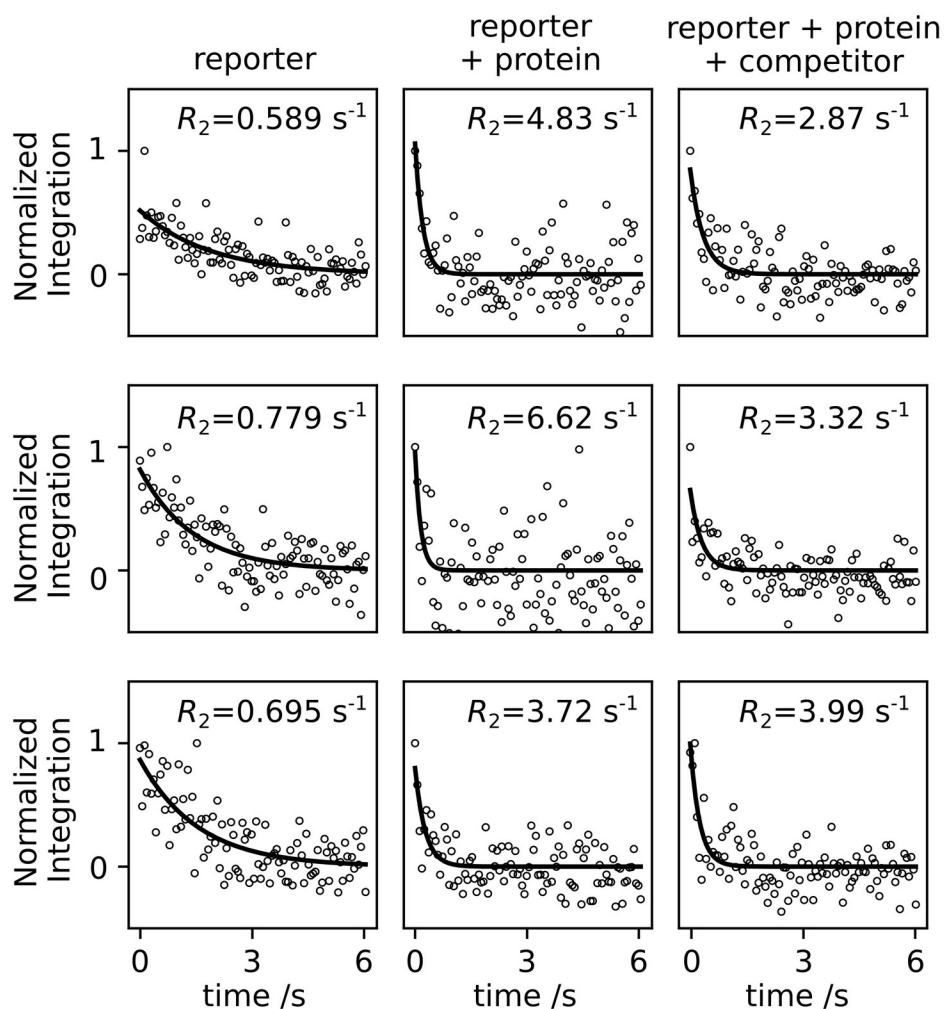 reporter
reporter
+ protein
reporter + protein
+ competitor
Normalized
Integration
1
0
R₂=0.589 s⁻¹
R₂=4.83 s⁻¹
R₂=2.87 s⁻¹
Normalized
Integration
1
0
R₂=0.779 s⁻¹
R₂=6.62 s⁻¹
R₂=3.32 s⁻¹
Normalized
Integration
1
0
R₂=0.695 s⁻¹
R₂=3.72 s⁻¹
R₂=3.99 s⁻¹
0 3 6
0 3 6
0 3 6
time /s
time /s
time /s